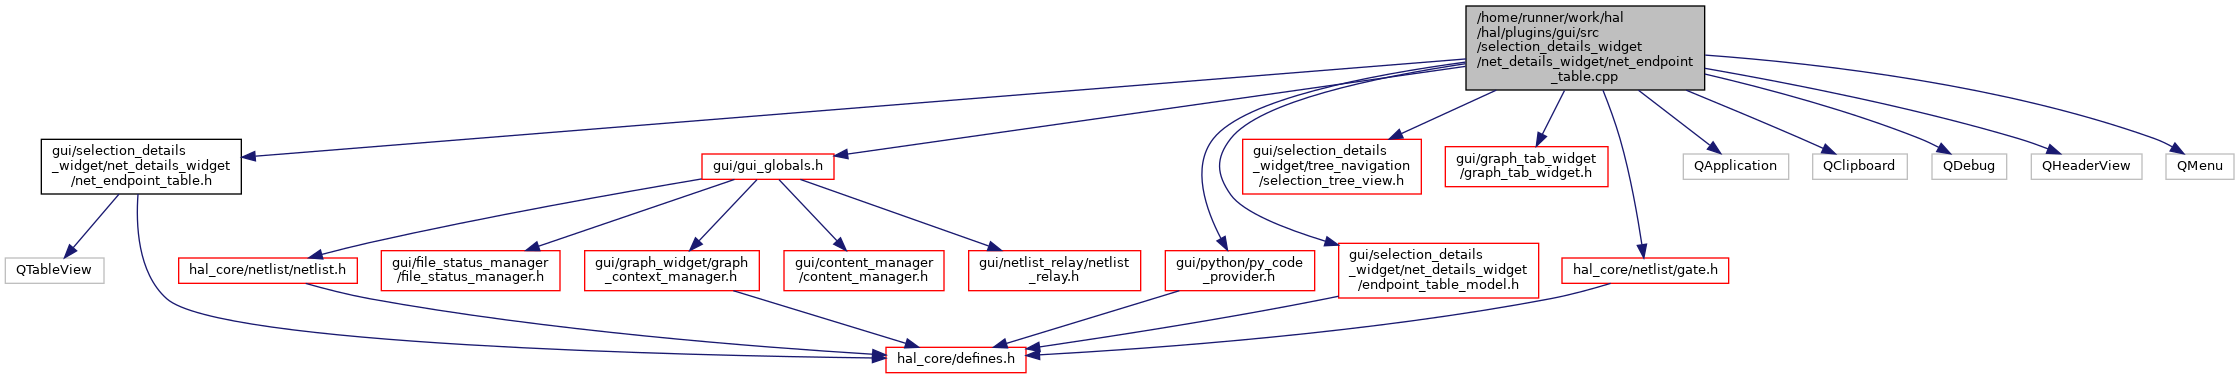 /home/runner/work/hal
/hal/plugins/gui/src
/selection_details_widget
/net_details_widget/net_endpoint
_table.cpp
gui/selection_details
_widget/net_details_widget
/net_endpoint_table.h
gui/gui_globals.h
gui/selection_details
_widget/tree_navigation
/selection_tree_view.h
gui/graph_tab_widget
/graph_tab_widget.h
QApplication
QClipboard
QDebug
QHeaderView
QMenu
QTableView
hal_core/netlist/netlist.h
gui/file_status_manager
/file_status_manager.h
gui/graph_widget/graph
_context_manager.h
gui/content_manager
/content_manager.h
gui/netlist_relay/netlist
_relay.h
gui/python/py_code
_provider.h
gui/selection_details
_widget/net_details_widget
/endpoint_table_model.h
hal_core/netlist/gate.h
hal_core/defines.h